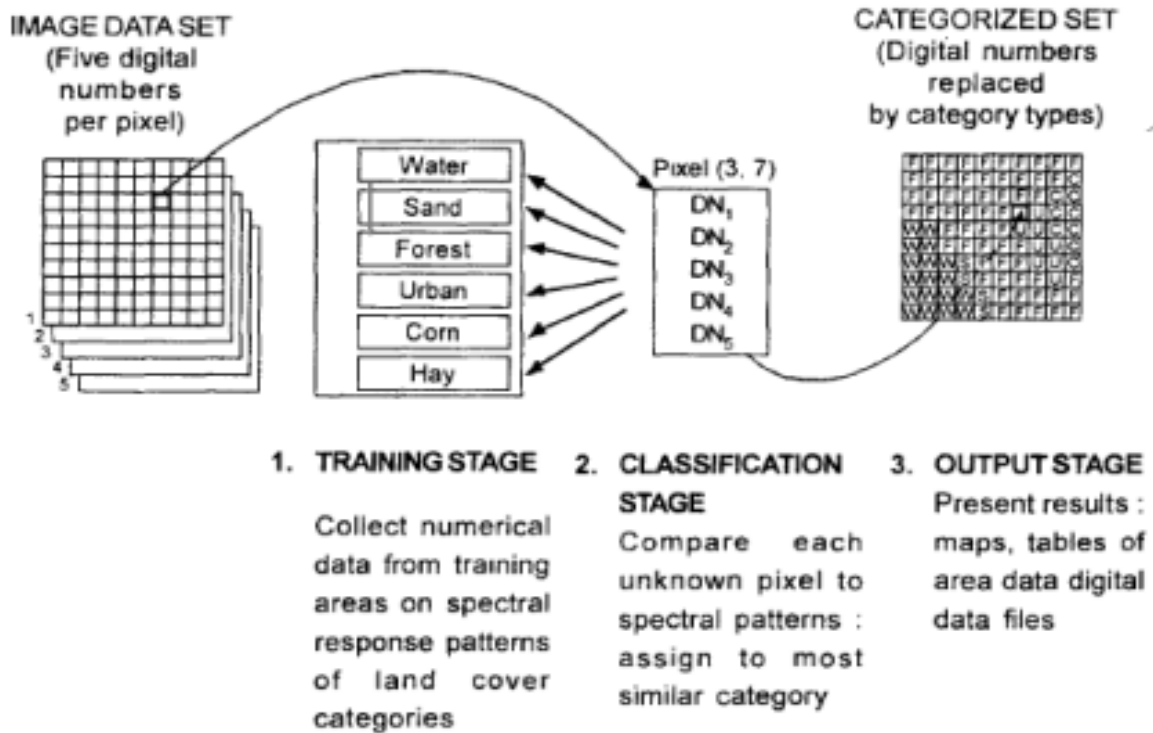 IMAGE DATA SET
(Five digital
numbers
per pixel)
1
2
3
4
5
Water
Sand
Forest
Urban
Corn
Hay
Pixel (3, 7)
DN1
DN2
DN3
DN4
DN5
CATEGORIZED SET
(Digital numbers
replaced
by category types)
1. TRAINING STAGE
Collect numerical
data from training
areas on spectral
response patterns
of land cover
categories
2. CLASSIFICATION
STAGE
Compare each
unknown pixel to
spectral patterns :
assign to most
similar category
3. OUTPUT STAGE
Present results :
maps, tables of
area data digital
data files